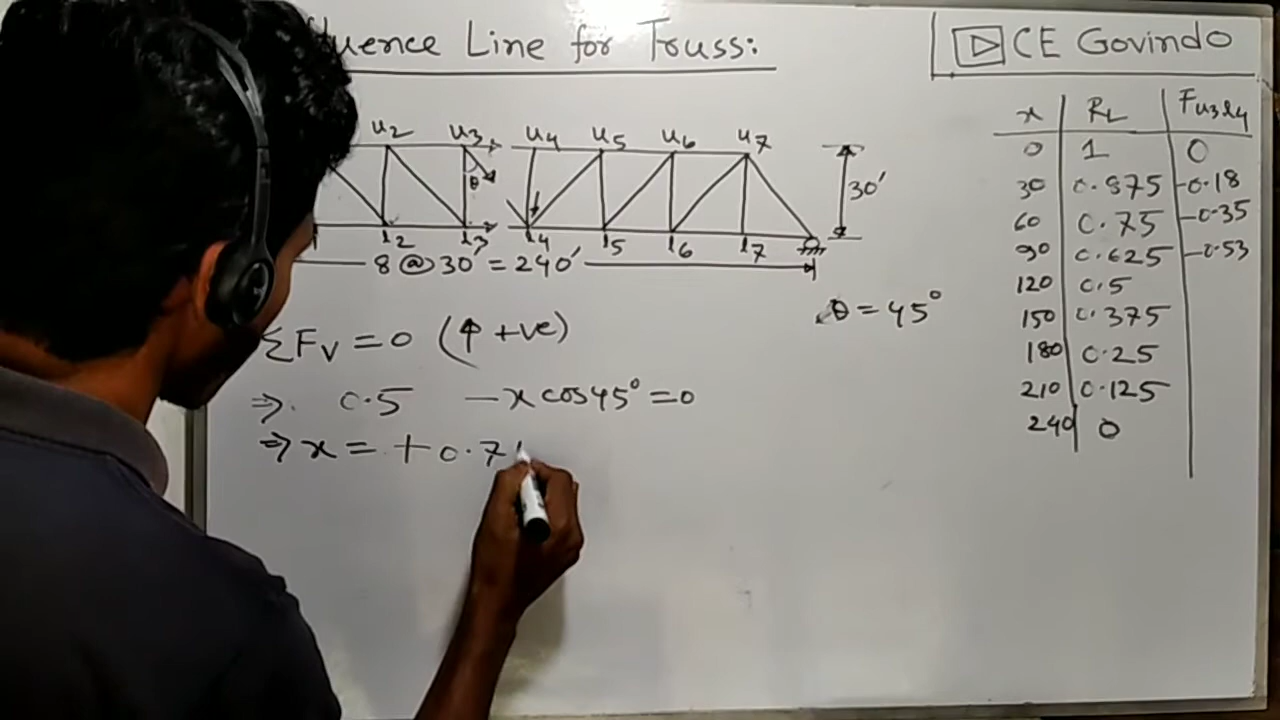 uence Line for Truss:
CE Govindo
u2 u3 u4 u5 u6 u7
θ
30'
l2 l3 l4 l5 l6 l7
8 @ 30' = 240'
θ = 45°
ΣFv = 0 (↑ +ve)
⇒ 0.5 - x cos45° = 0
⇒ x = + 0.7
x RL Fu3l4
0 1 0
30 0.875 -0.18
60 0.75 -0.35
90 0.625 -0.53
120 0.5
150 0.375
180 0.25
210 0.125
240 0